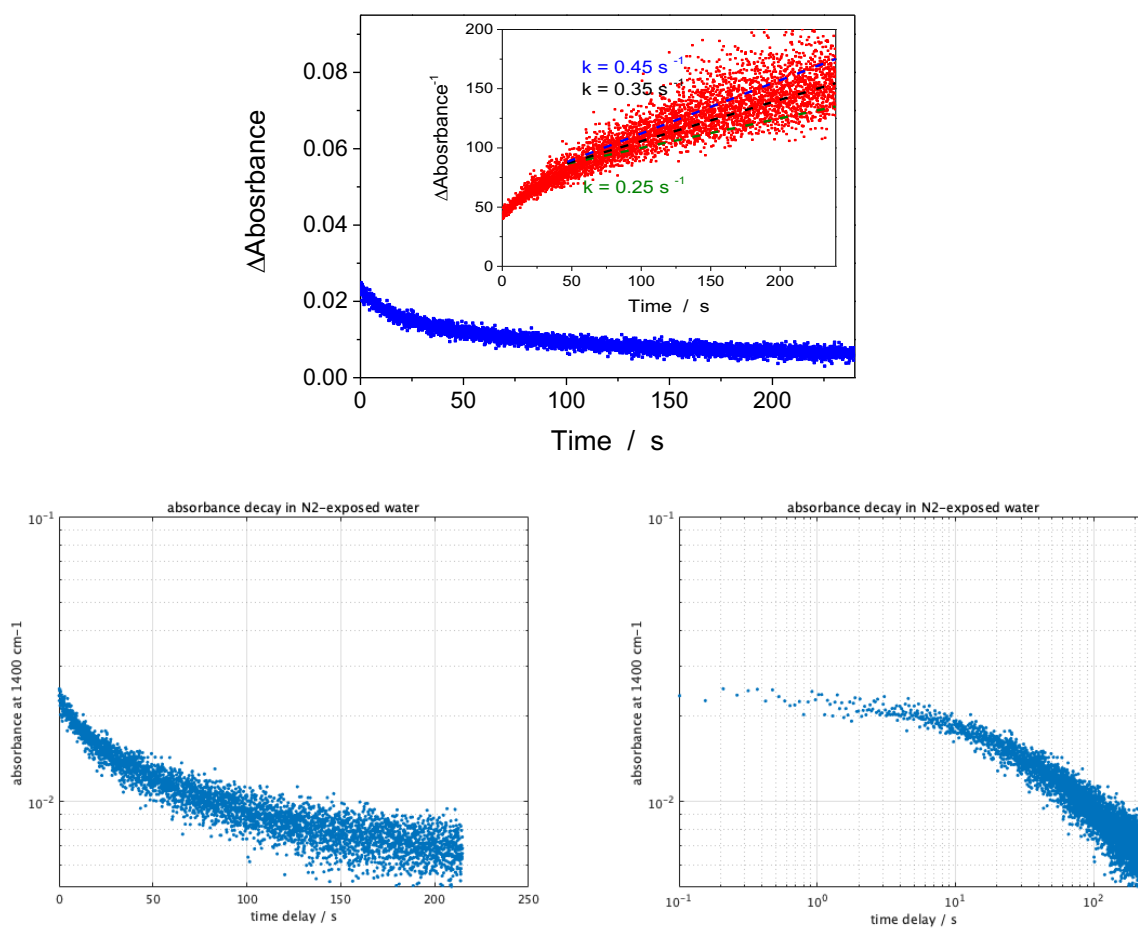 ΔAbosrbance
0.08
0.06
0.04
0.02
0.00
0
50
100
150
200
Time / s
ΔAbosrbance⁻¹
200
150
100
50
0
0
50
100
150
200
Time / s
k = 0.45 s⁻¹
k = 0.35 s⁻¹
k = 0.25 s⁻¹
absorbance decay in N2-exposed water
absorbance at 1400 cm-1
10⁻¹
10⁻²
0
50
100
150
200
250
time delay / s
absorbance decay in N2-exposed water
absorbance at 1400 cm-1
10⁻¹
10⁻²
10⁻¹
10⁰
10¹
10²
time delay / s